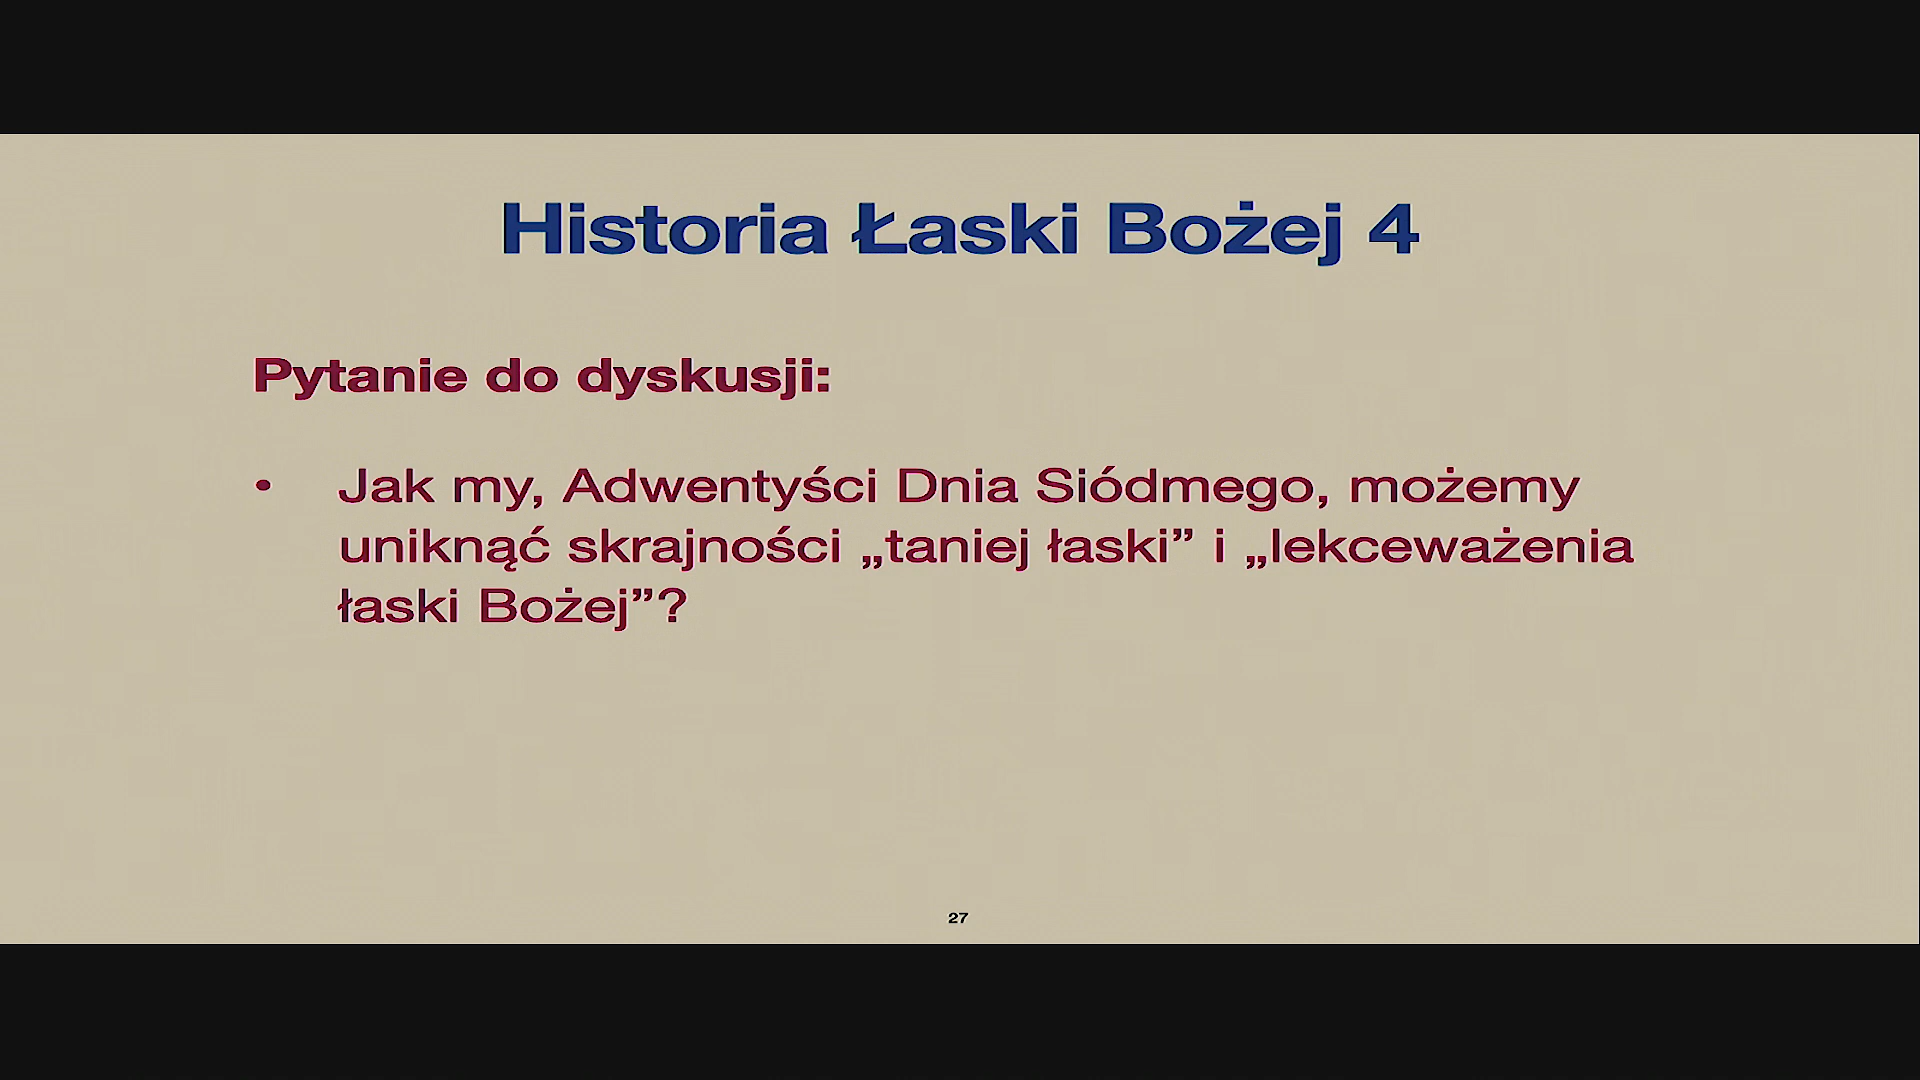 Historia Łaski Bożej 4
Pytanie do dyskusji:
• Jak my, Adwentyści Dnia Siódmego, możemy
uniknąć skrajności „taniej łaski” i „lekceważenia
łaski Bożej”?
27